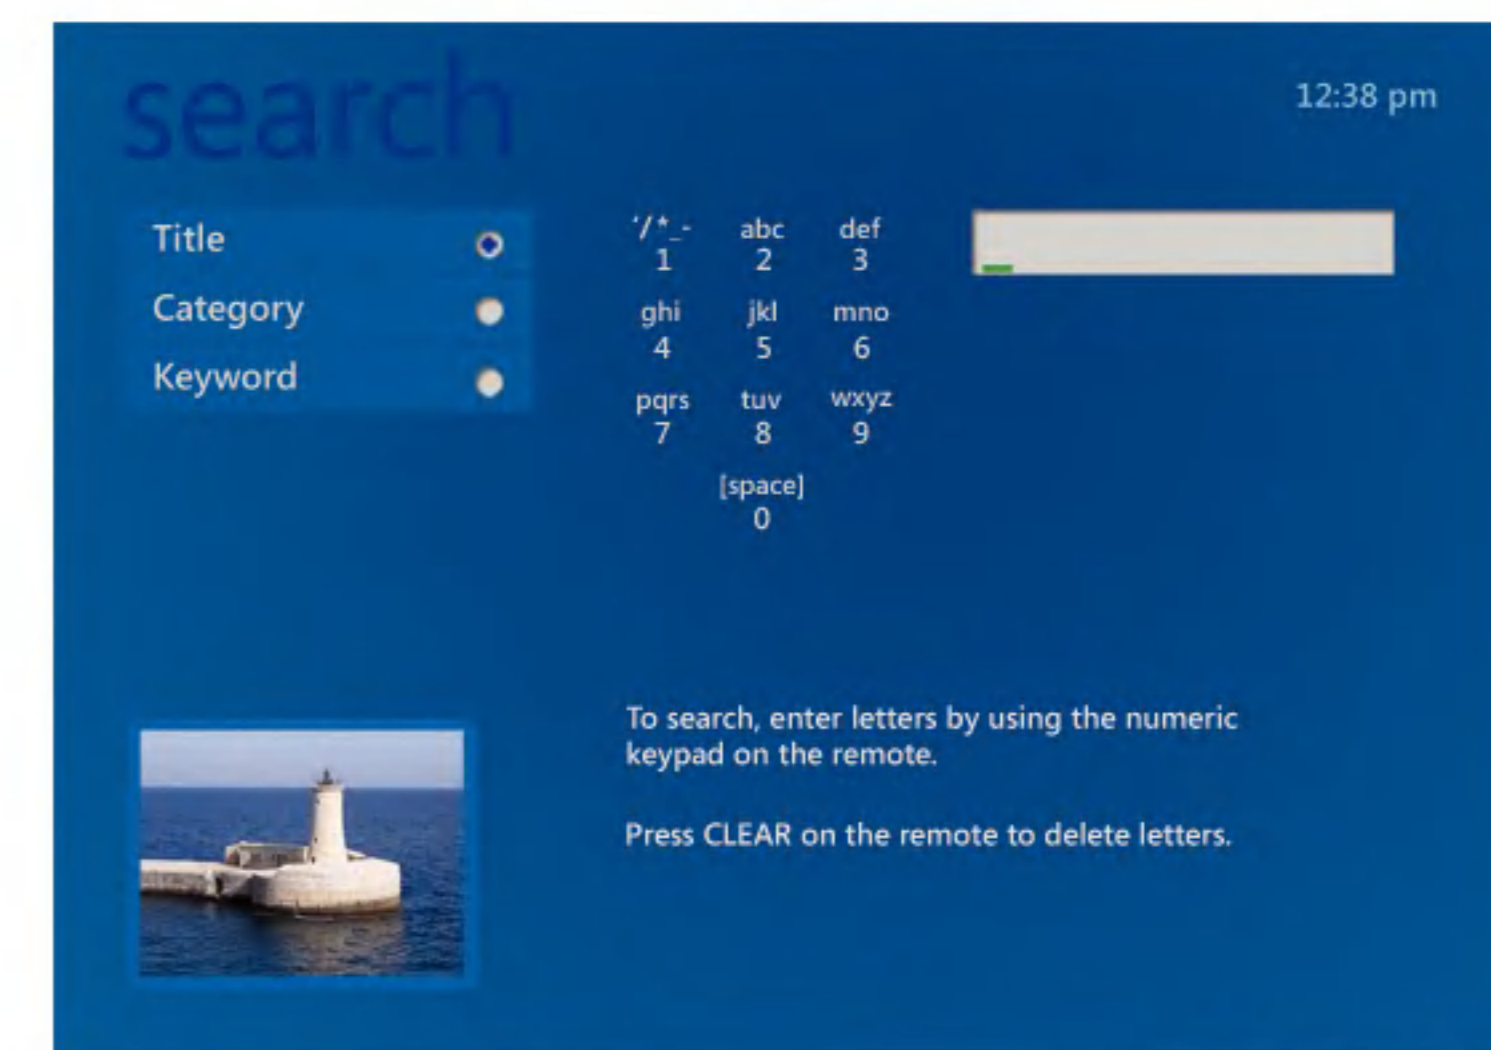 search
12:38 pm
Title
Category
Keyword
‘/*_- abc def
1 2 3
ghi jkl mno
4 5 6
pqrs tuv wxyz
7 8 9
[space]
0
To search, enter letters by using the numeric
keypad on the remote.
Press CLEAR on the remote to delete letters.